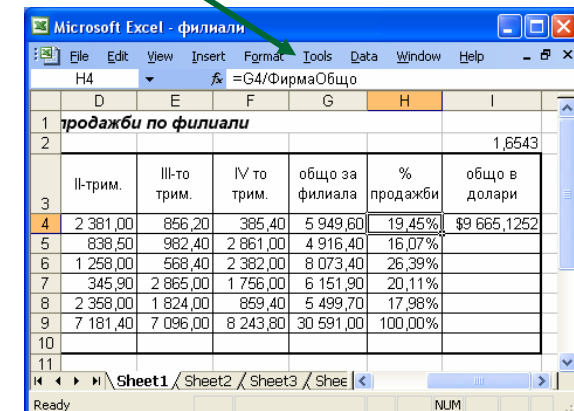 Microsoft Excel - филиали
File Edit View Insert Format Tools Data Window Help
H4 fx =G4/ФирмаОбщо
D E F G H I
1 продажби по филиали
2 1,6543
3 II-трим. III-то трим. IV то трим. общо за филиала % продажби общо в долари
4 2 381,00 856,20 385,40 5 949,60 19,45% $9 665,1252
5 838,50 982,40 2 861,00 4 916,40 16,07%
6 1 258,00 568,40 2 382,00 8 073,40 26,39%
7 345,90 2 865,00 1 756,00 6 151,90 20,11%
8 2 358,00 1 824,00 859,40 5 499,70 17,98%
9 7 181,40 7 096,00 8 243,80 30 591,00 100,00%
10
11
Sheet1 Sheet2 Sheet3 Shee
Ready NUM